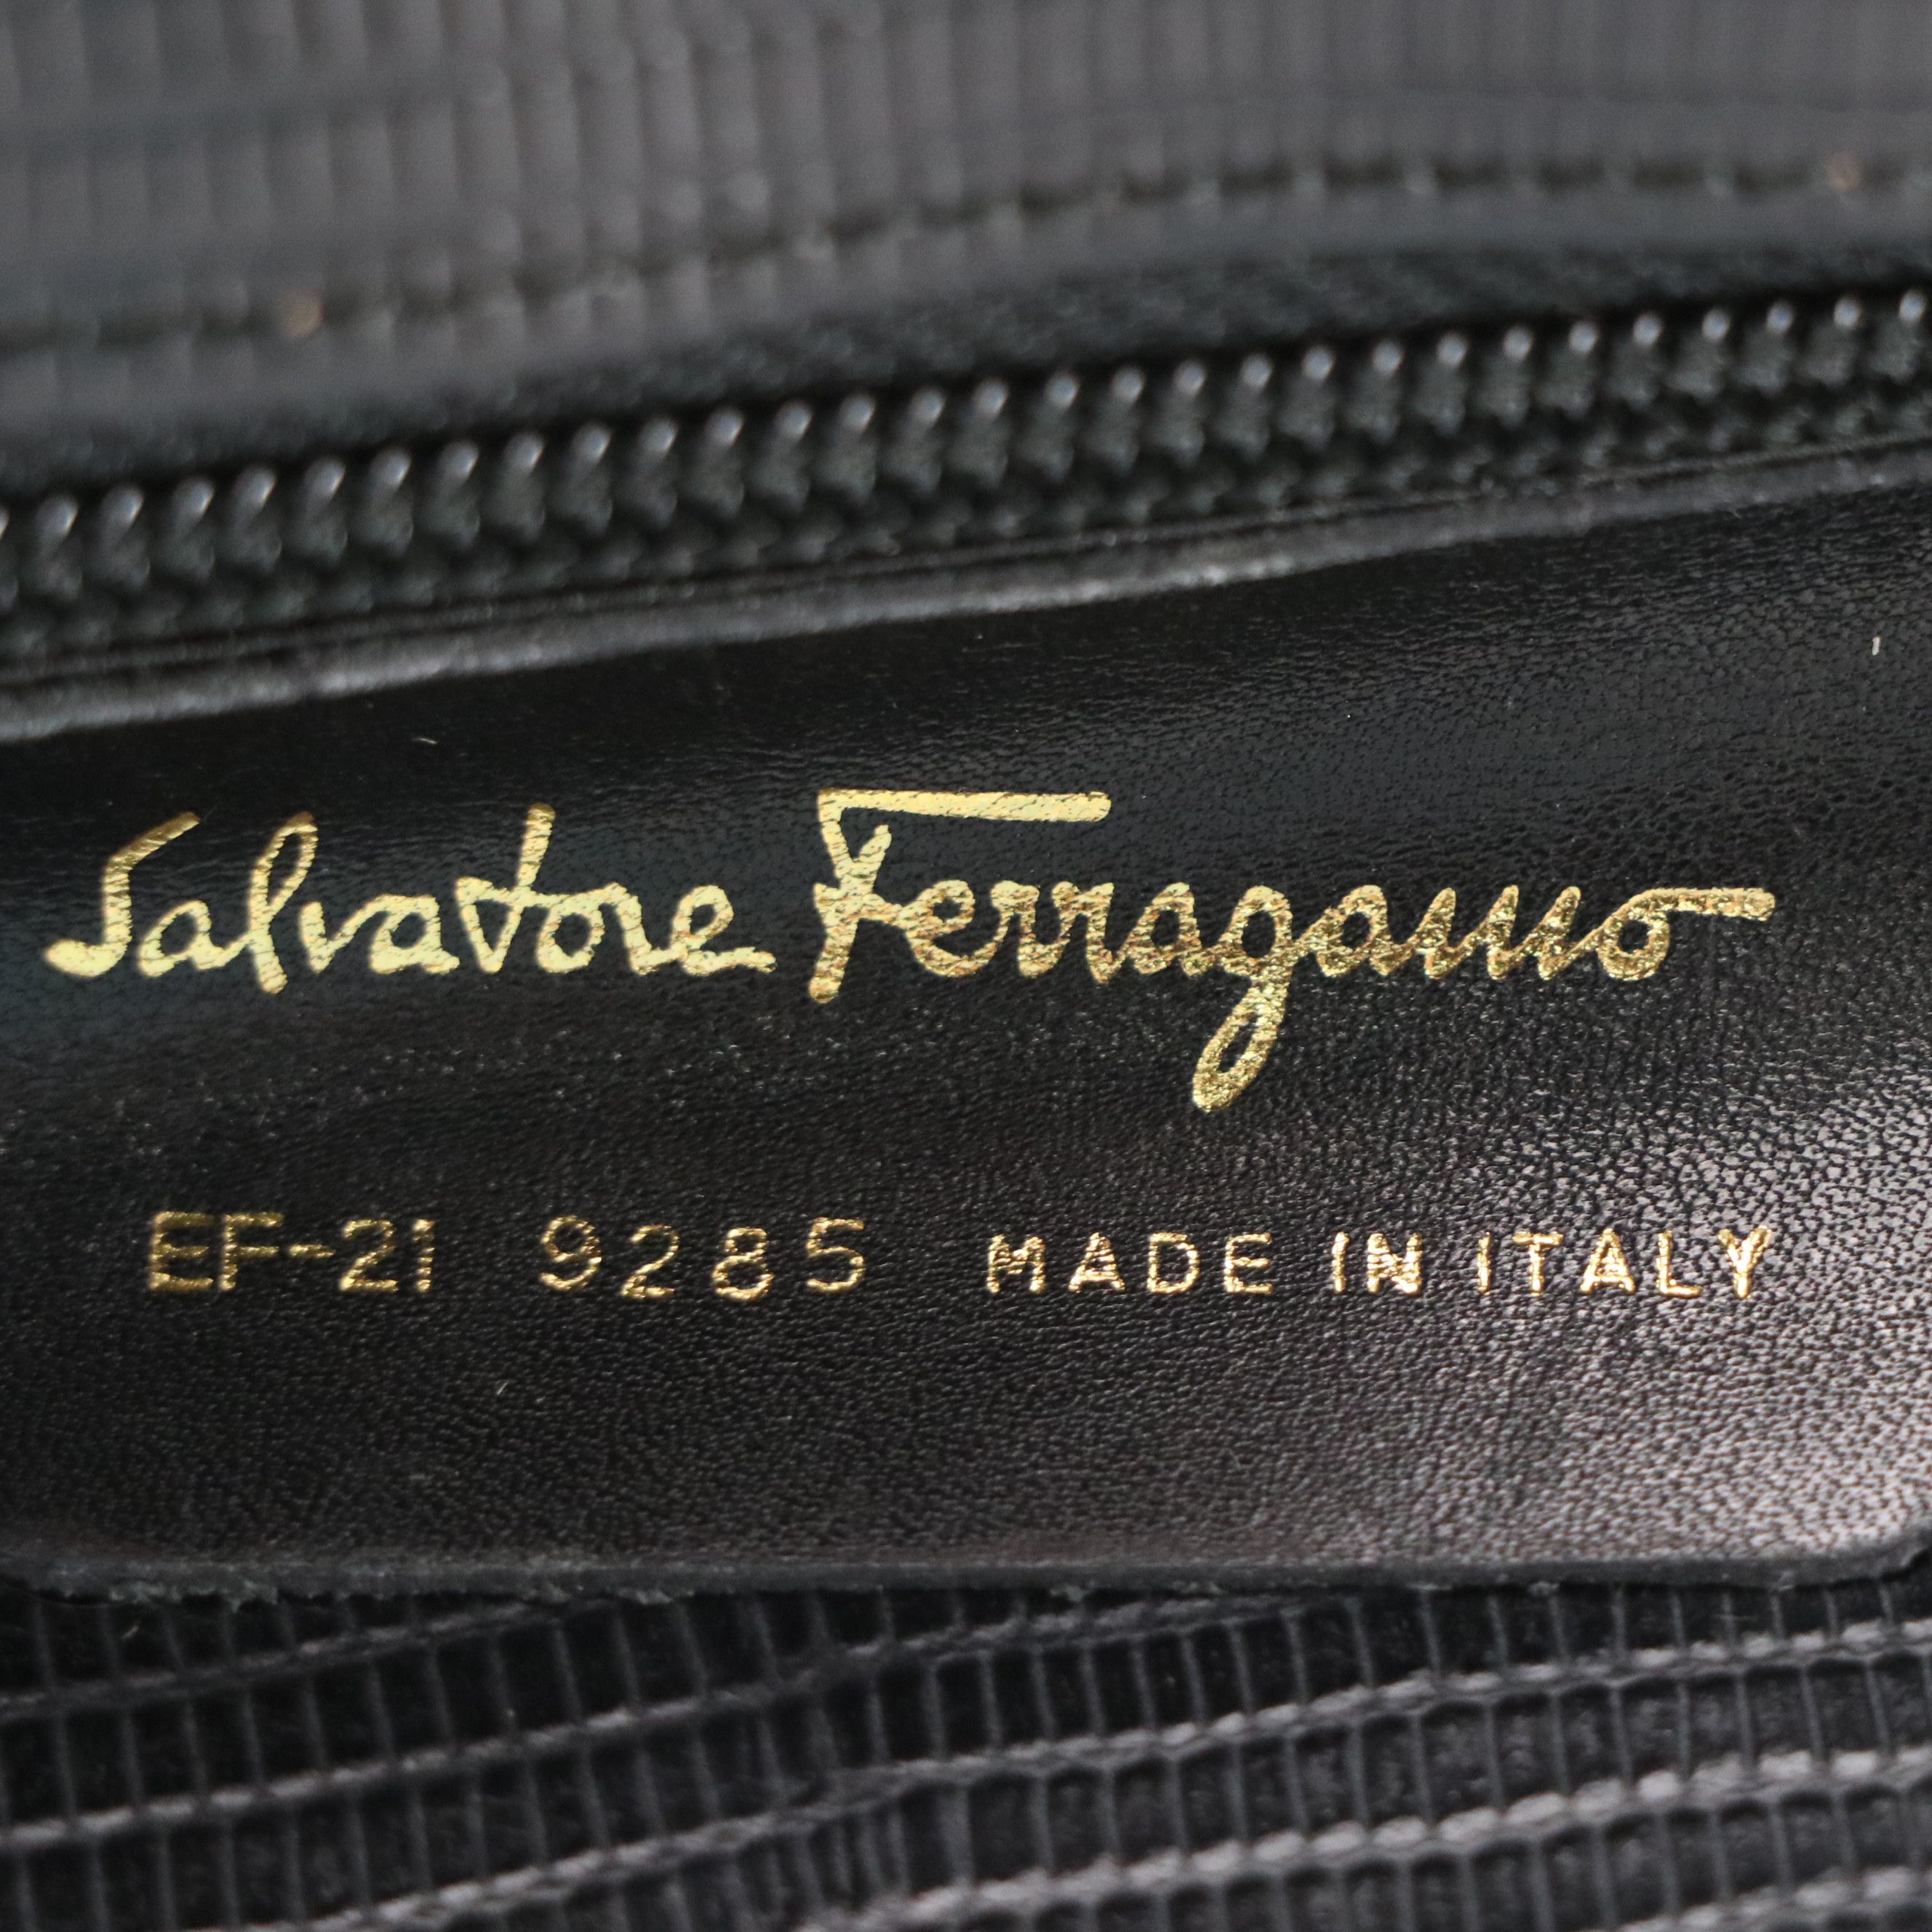 Salvatore Ferragamo
EF-21 9285 MADE IN ITALY